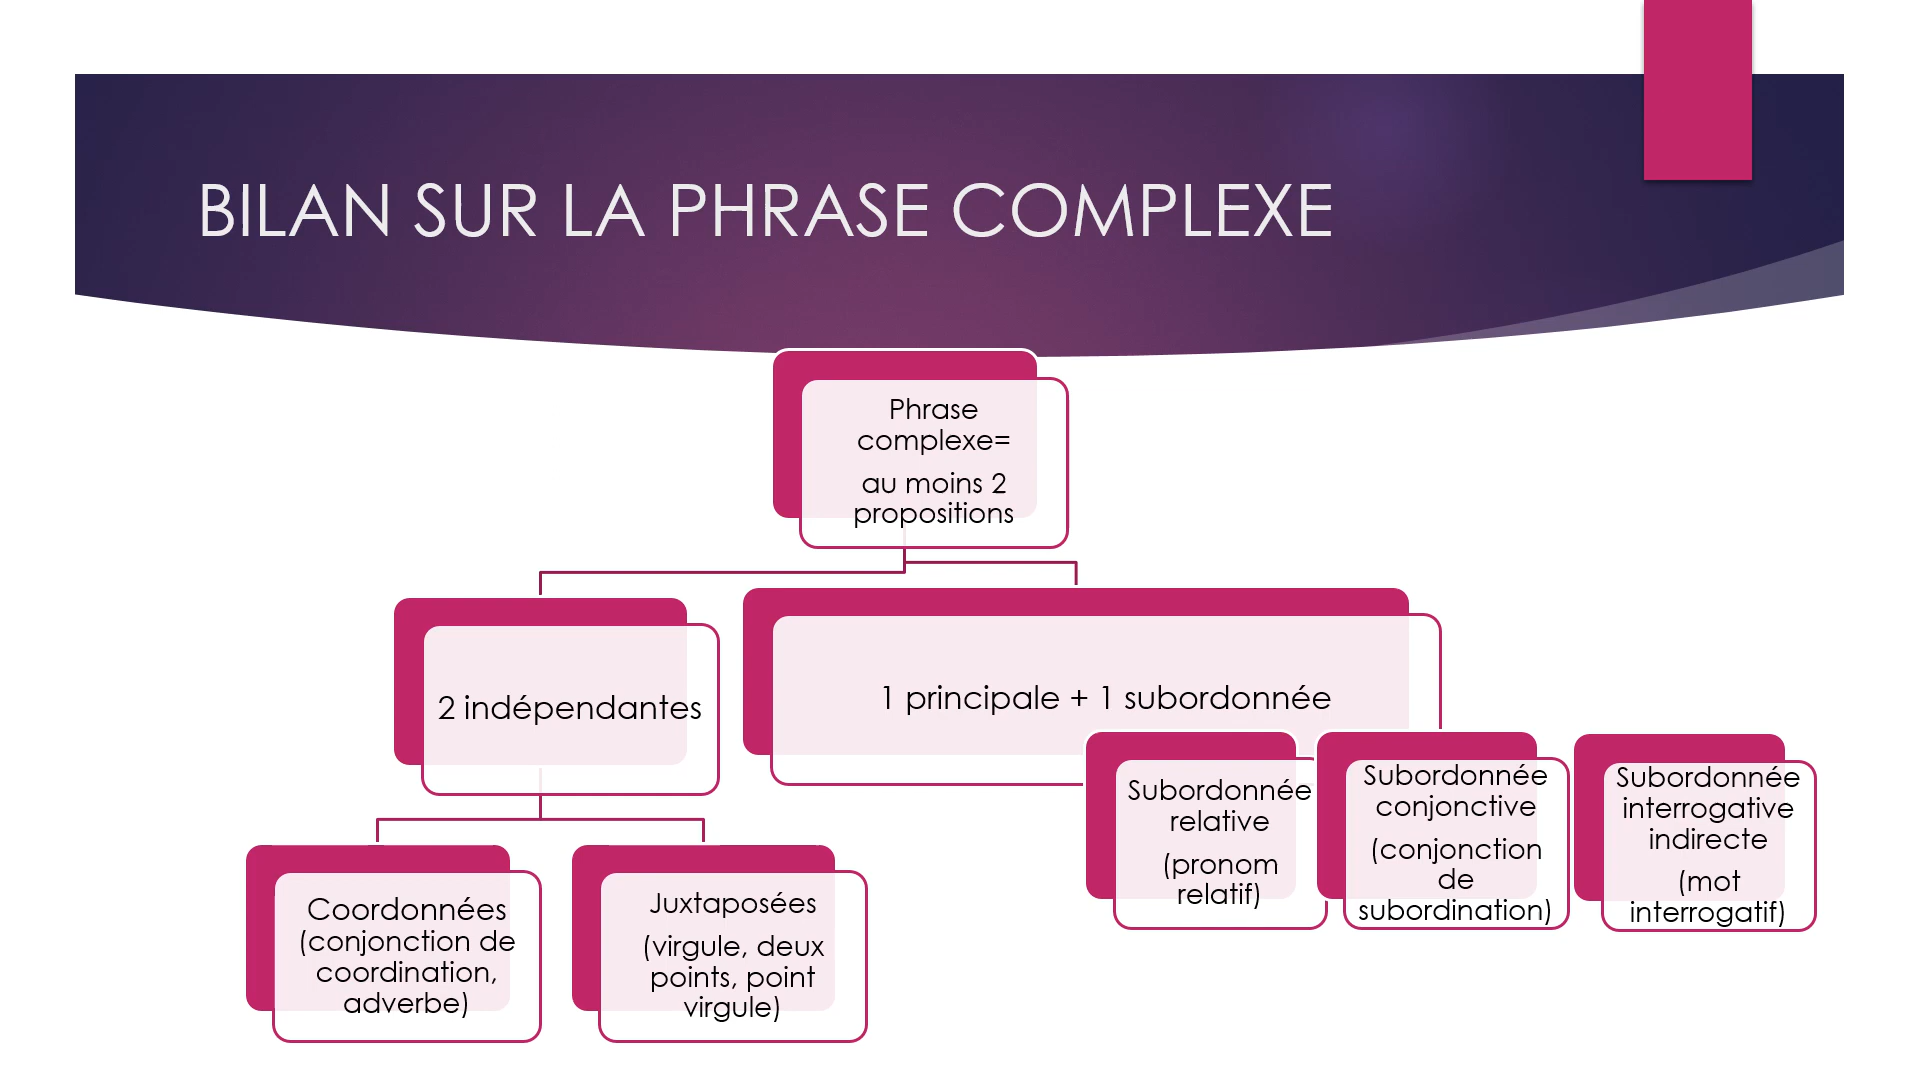 BILAN SUR LA PHRASE COMPLEXE
Phrase
complexe=
au moins 2
propositions
2 indépendantes
1 principale + 1 subordonnée
Coordonnées
(conjonction de
coordination,
adverbe)
Juxtaposées
(virgule, deux
points, point
virgule)
Subordonnée
relative
(pronom
relatif)
Subordonnée
conjonctive
(conjonction
de
subordination)
Subordonnée
interrogative
indirecte
(mot
interrogatif)